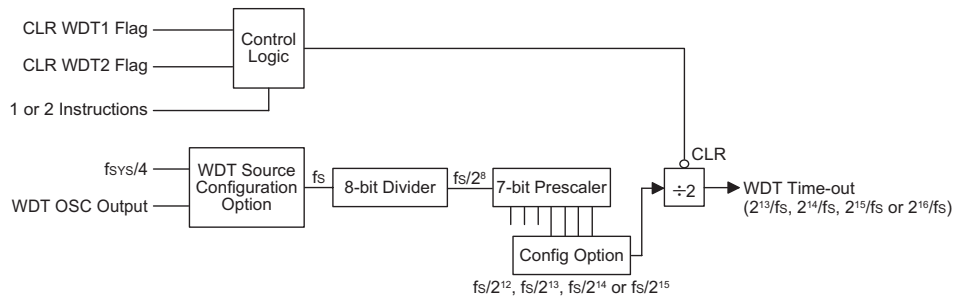 CLR WDT1 Flag
CLR WDT2 Flag
1 or 2 Instructions
Control
Logic
fSYS/4
WDT OSC Output
WDT Source
Configuration
Option
fS
8-bit Divider
fS/2⁸
7-bit Prescaler
Config Option
fS/2¹², fS/2¹³, fS/2¹⁴ or fS/2¹⁵
CLR
÷2
WDT Time-out
(2¹³/fS, 2¹⁴/fS, 2¹⁵/fS or 2¹⁶/fS)